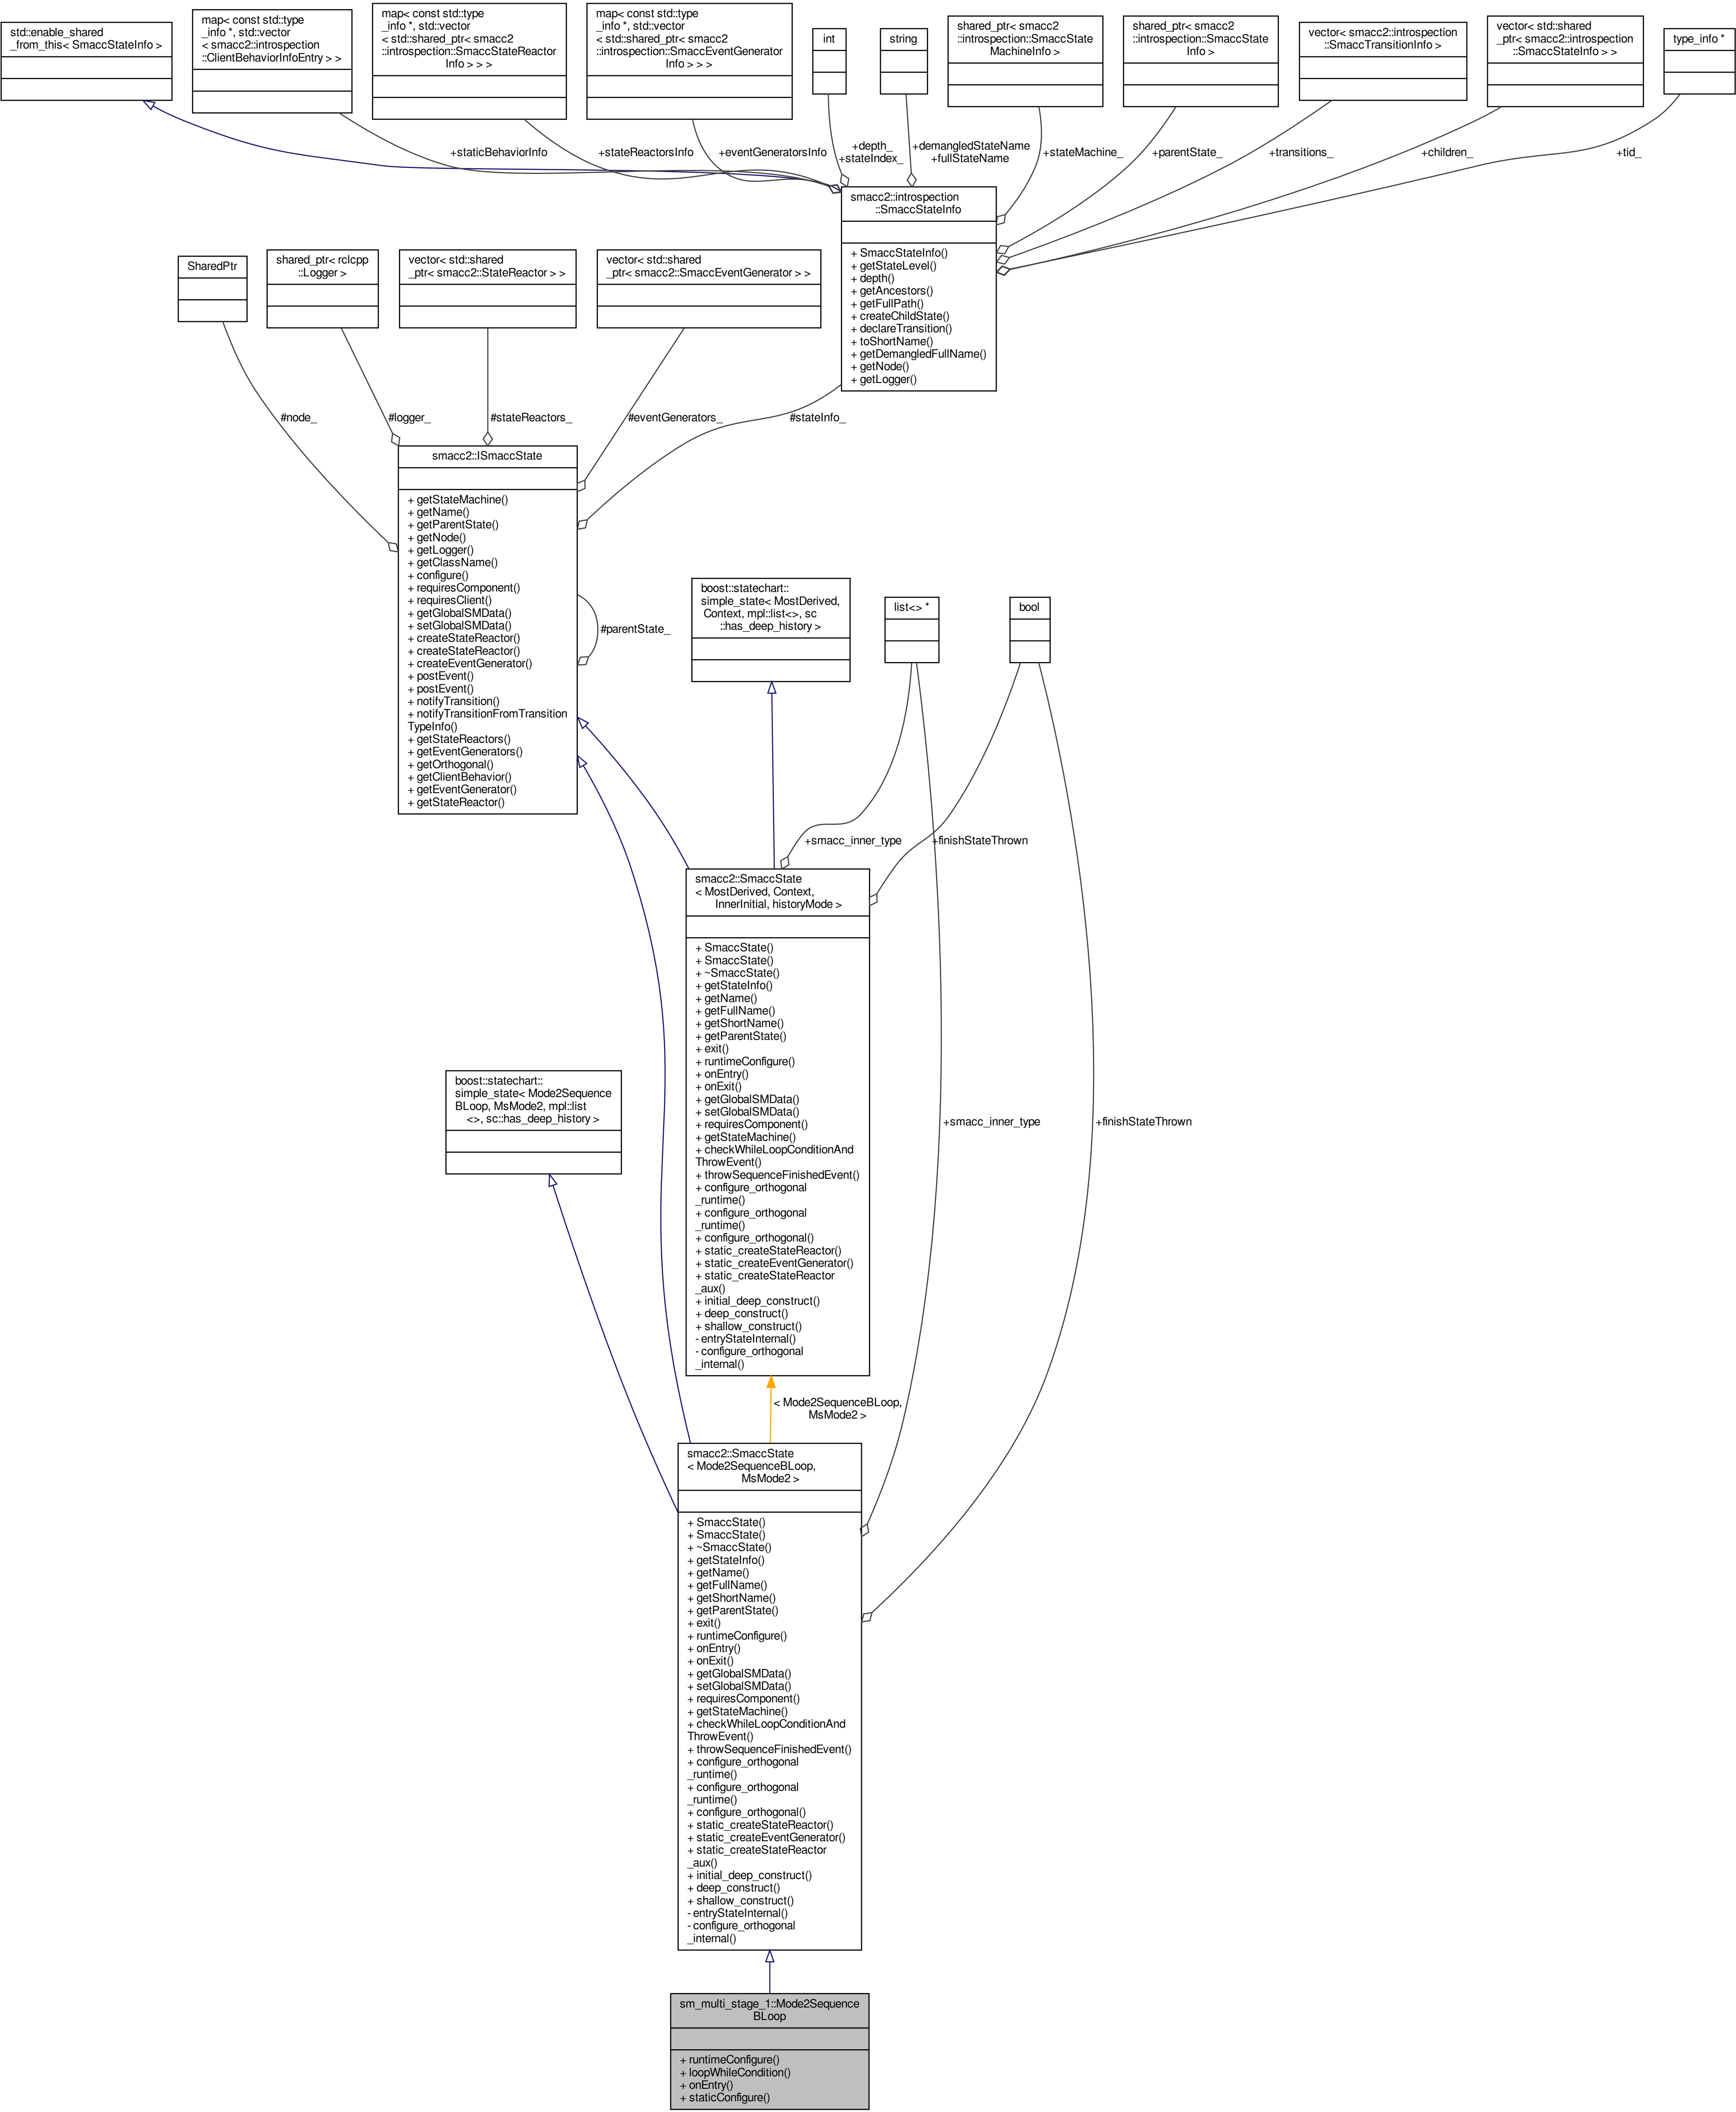 std::enable_shared
_from_this< SmaccStateInfo >
map< const std::type
_info *, std::vector
< smacc2::introspection
::ClientBehaviorInfoEntry > >
map< const std::type
_info *, std::vector
< std::shared_ptr< smacc2
::introspection::SmaccStateReactor
Info > > >
map< const std::type
_info *, std::vector
< std::shared_ptr< smacc2
::introspection::SmaccEventGenerator
Info > > >
int
string
shared_ptr< smacc2
::introspection::SmaccState
MachineInfo >
shared_ptr< smacc2
::introspection::SmaccState
Info >
vector< smacc2::introspection
::SmaccTransitionInfo >
vector< std::shared
_ptr< smacc2::introspection
::SmaccStateInfo > >
type_info *
+staticBehaviorInfo
+stateReactorsInfo
+eventGeneratorsInfo
+depth_
+stateIndex_
+demangledStateName
+fullStateName
+stateMachine_
+parentState_
+transitions_
+children_
+tid_
smacc2::introspection
::SmaccStateInfo
+ SmaccStateInfo()
+ getStateLevel()
+ depth()
+ getAncestors()
+ getFullPath()
+ createChildState()
+ declareTransition()
+ toShortName()
+ getDemangledFullName()
+ getNode()
+ getLogger()
SharedPtr
shared_ptr< rclcpp
::Logger >
vector< std::shared
_ptr< smacc2::StateReactor > >
vector< std::shared
_ptr< smacc2::SmaccEventGenerator > >
#node_
#logger_
#stateReactors_
#eventGenerators_
#stateInfo_
smacc2::ISmaccState
+ getStateMachine()
+ getName()
+ getParentState()
+ getNode()
+ getLogger()
+ getClassName()
+ configure()
+ requiresComponent()
+ requiresClient()
+ getGlobalSMData()
+ setGlobalSMData()
+ createStateReactor()
+ createStateReactor()
+ createEventGenerator()
+ postEvent()
+ postEvent()
+ notifyTransition()
+ notifyTransitionFromTransition
TypeInfo()
+ getStateReactors()
+ getEventGenerators()
+ getOrthogonal()
+ getClientBehavior()
+ getEventGenerator()
+ getStateReactor()
#parentState_
boost::statechart::
simple_state< MostDerived,
Context, mpl::list<>, sc
::has_deep_history >
list<> *
bool
+smacc_inner_type
+finishStateThrown
smacc2::SmaccState
< MostDerived, Context,
InnerInitial, historyMode >
+ SmaccState()
+ SmaccState()
+ ~SmaccState()
+ getStateInfo()
+ getName()
+ getFullName()
+ getShortName()
+ getParentState()
+ exit()
+ runtimeConfigure()
+ onEntry()
+ onExit()
+ getGlobalSMData()
+ setGlobalSMData()
+ requiresComponent()
+ getStateMachine()
+ checkWhileLoopConditionAnd
ThrowEvent()
+ throwSequenceFinishedEvent()
+ configure_orthogonal
_runtime()
+ configure_orthogonal
_runtime()
+ configure_orthogonal()
+ static_createStateReactor()
+ static_createEventGenerator()
+ static_createStateReactor
_aux()
+ initial_deep_construct()
+ deep_construct()
+ shallow_construct()
- entryStateInternal()
- configure_orthogonal
_internal()
boost::statechart::
simple_state< Mode2Sequence
BLoop, MsMode2, mpl::list
<>, sc::has_deep_history >
+smacc_inner_type
+finishStateThrown
< Mode2SequenceBLoop,
MsMode2 >
smacc2::SmaccState
< Mode2SequenceBLoop,
MsMode2 >
+ SmaccState()
+ SmaccState()
+ ~SmaccState()
+ getStateInfo()
+ getName()
+ getFullName()
+ getShortName()
+ getParentState()
+ exit()
+ runtimeConfigure()
+ onEntry()
+ onExit()
+ getGlobalSMData()
+ setGlobalSMData()
+ requiresComponent()
+ getStateMachine()
+ checkWhileLoopConditionAnd
ThrowEvent()
+ throwSequenceFinishedEvent()
+ configure_orthogonal
_runtime()
+ configure_orthogonal
_runtime()
+ configure_orthogonal()
+ static_createStateReactor()
+ static_createEventGenerator()
+ static_createStateReactor
_aux()
+ initial_deep_construct()
+ deep_construct()
+ shallow_construct()
- entryStateInternal()
- configure_orthogonal
_internal()
sm_multi_stage_1::Mode2Sequence
BLoop
+ runtimeConfigure()
+ loopWhileCondition()
+ onEntry()
+ staticConfigure()